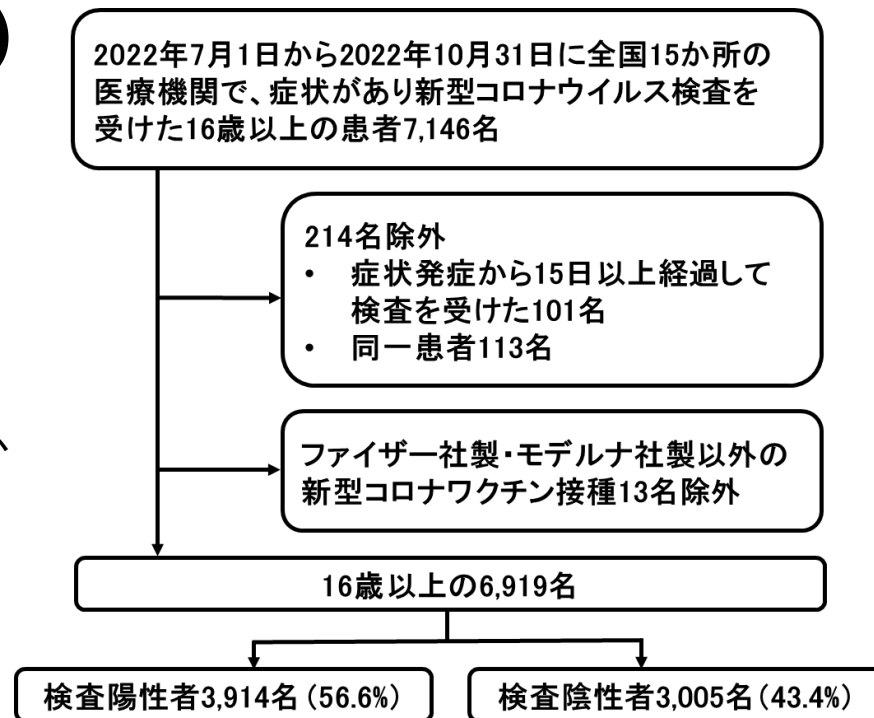 2022年7月1日から2022年10月31日に全国15か所の
医療機関で、症状があり新型コロナウイルス検査を
受けた16歳以上の患者7,146名
214名除外
• 症状発症から15日以上経過して
検査を受けた101名
• 同一患者113名
ファイザー社製・モデルナ社製以外の
新型コロナワクチン接種13名除外
16歳以上の6,919名
検査陽性者3,914名(56.6%)
検査陰性者3,005名(43.4%)